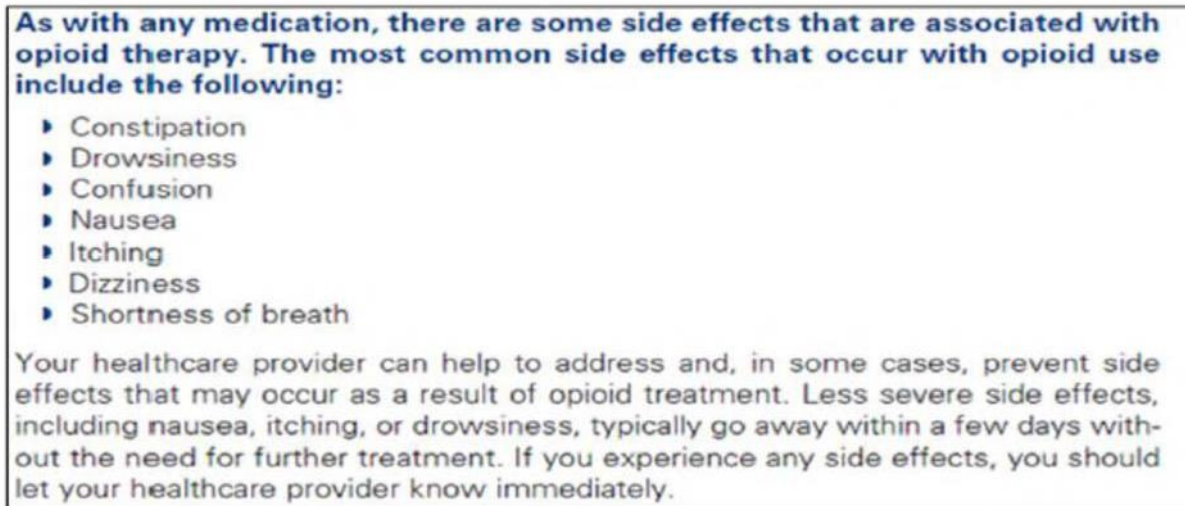 As with any medication, there are some side effects that are associated with
opioid therapy. The most common side effects that occur with opioid use
include the following:
Constipation
Drowsiness
Confusion
Nausea
Itching
Dizziness
Shortness of breath
Your healthcare provider can help to address and, in some cases, prevent side
effects that may occur as a result of opioid treatment. Less severe side effects,
including nausea, itching, or drowsiness, typically go away within a few days with-
out the need for further treatment. If you experience any side effects, you should
let your healthcare provider know immediately.